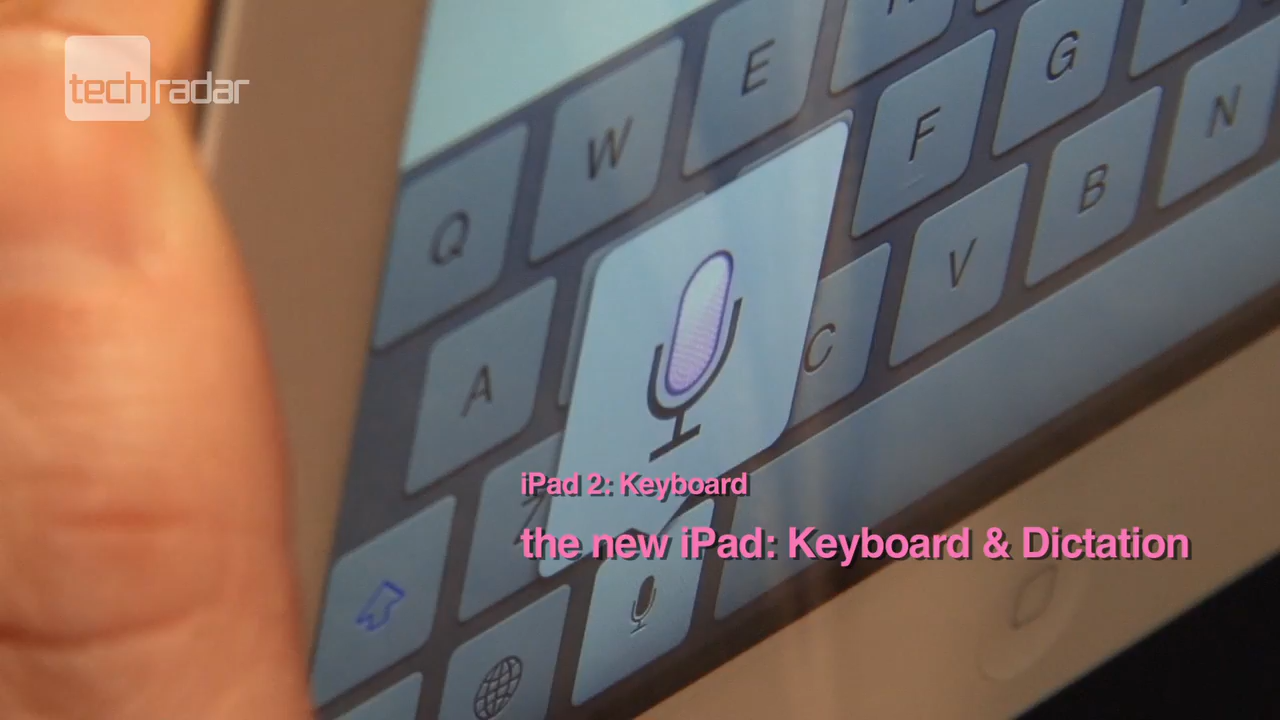 techradar
Q W E
A F G
Z C V B N
iPad 2: Keyboard
the new iPad: Keyboard & Dictation